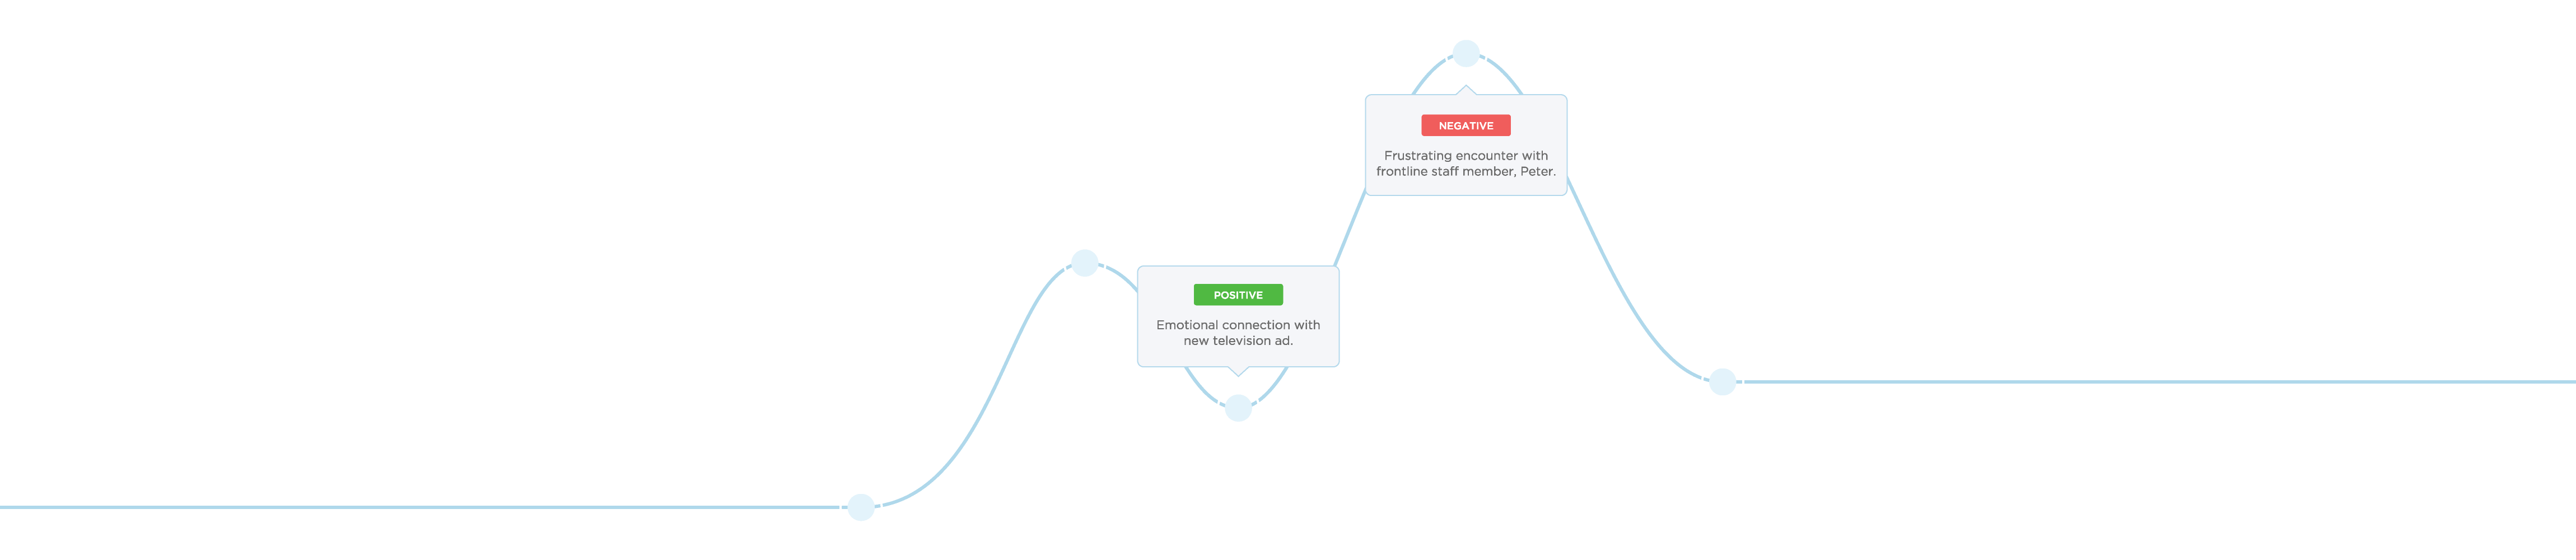 NEGATIVE
Frustrating encounter with
frontline staff member, Peter.
POSITIVE
Emotional connection with
new television ad.